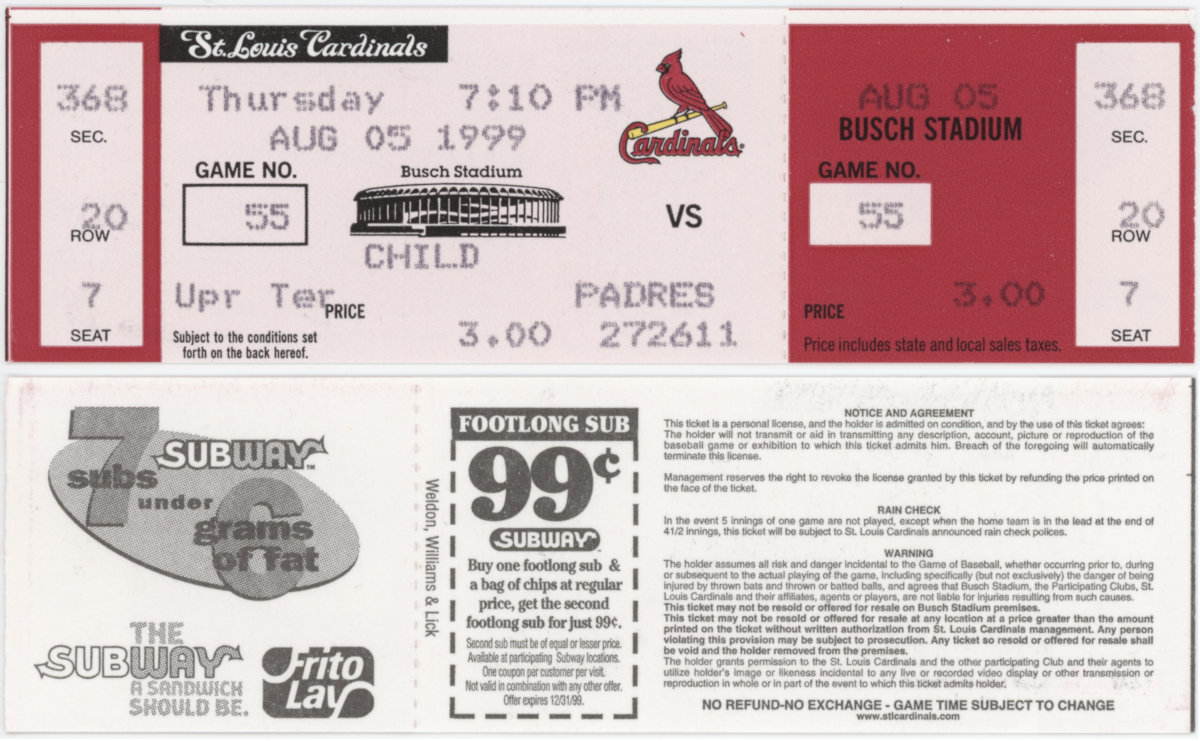 St. Louis Cardinals
368
SEC.
20
ROW
7
SEAT
Thursday 7:10 PM
AUG 05 1999
GAME NO.
55
Busch Stadium
CHILD
Upr Ter
PRICE
3.00
Subject to the conditions set
forth on the back hereof.
Cardinals
VS
PADRES
272611
AUG 05
BUSCH STADIUM
GAME NO.
55
PRICE
3.00
Price includes state and local sales taxes.
368
SEC.
20
ROW
7
SEAT
7 SUBWAY
subs
under
6
grams
of fat
THE
SUBWAY
A SANDWICH
SHOULD BE.
Frito
Lay
Weldon, Williams & Lick
FOOTLONG SUB
99¢
SUBWAY
Buy one footlong sub &
a bag of chips at regular
price, get the second
footlong sub for just 99¢.
Second sub must be of equal or lesser price.
Available at participating Subway locations.
One coupon per customer per visit.
Not valid in combination with any other offer.
Offer expires 12/31/99.
NOTICE AND AGREEMENT
This ticket is a personal license, and the holder is admitted on condition, and by the use of this ticket agrees:
The holder will not transmit or aid in transmitting any description, account, picture or reproduction of the
baseball game or exhibition to which this ticket admits him. Breach of the foregoing will automatically
terminate this license.
Management reserves the right to revoke the license granted by this ticket by refunding the price printed on
the face of the ticket.
RAIN CHECK
In the event 5 innings of one game are not played, except when the home team is in the lead at the end of
41/2 innings, this ticket will be subject to St. Louis Cardinals announced rain check polices.
WARNING
The holder assumes all risk and danger incidental to the Game of Baseball, whether occurring prior to, during
or subsequent to the actual playing of the game, including specifically (but not exclusively) the danger of being
injured by thrown bats and thrown or batted balls, and agrees that Busch Stadium, the Participating Clubs, St.
Louis Cardinals and their affiliates, agents or players, are not liable for injuries resulting from such causes.
This ticket may not be resold or offered for resale on Busch Stadium premises.
This ticket may not be resold or offered for resale at any location at a price greater than the amount
printed on the ticket without written authorization from St. Louis Cardinals management. Any person
violating this provision may be subject to prosecution. Any ticket so resold or offered for resale shall
be void and the holder removed from the premises.
The holder grants permission to the St. Louis Cardinals and the other participating Club and their agents to
utilize holder's image or likeness incidental to any live or recorded video display or other transmission or
reproduction in whole or in part of the event to which this ticket admits holder.
NO REFUND-NO EXCHANGE - GAME TIME SUBJECT TO CHANGE
www.stlcardinals.com